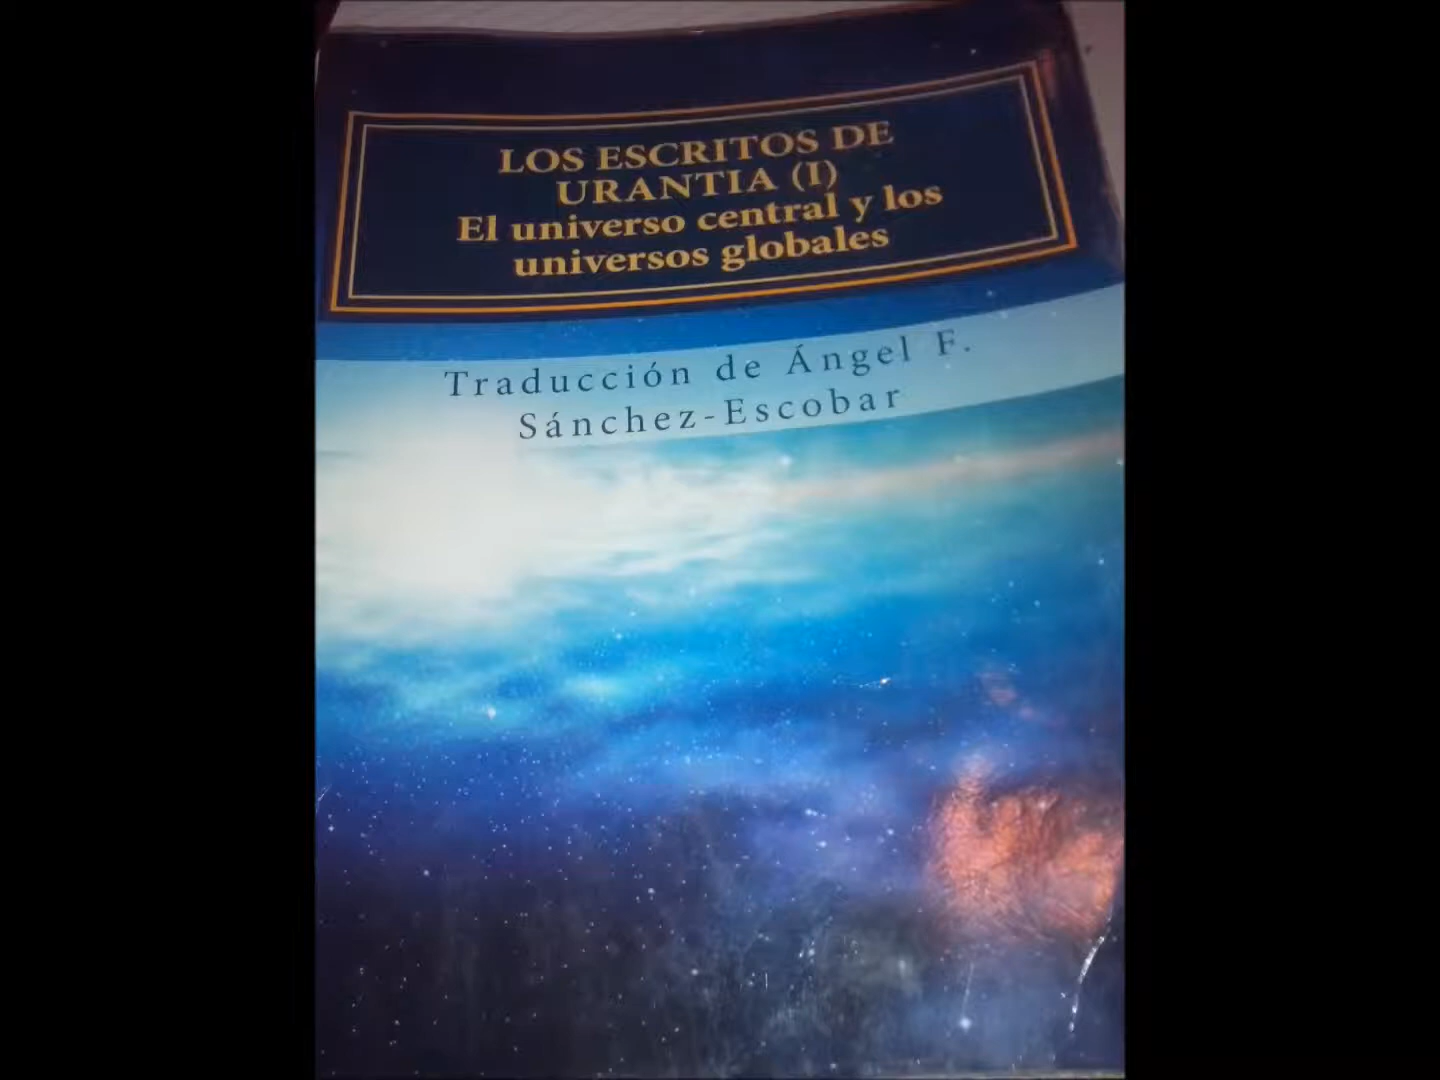 LOS ESCRITOS DE
URANTIA (I)
El universo central y los
universos globales
Traducción de Ángel F.
Sánchez-Escobar